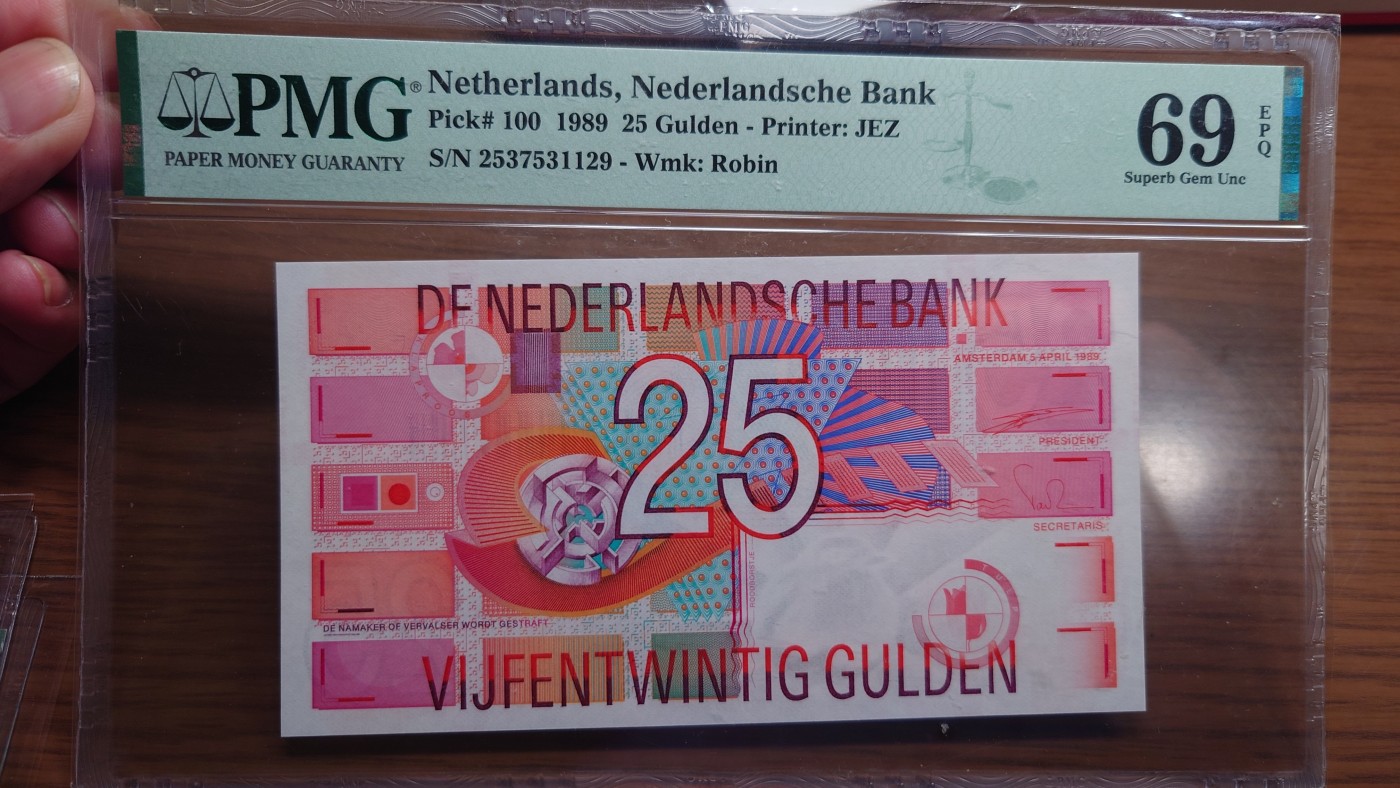 PMG®
PAPER MONEY GUARANTY
Netherlands, Nederlandsche Bank
Pick# 100 1989 25 Gulden - Printer: JEZ
S/N 2537531129 - Wmk: Robin
69
EPQ
Superb Gem Unc
DE NEDERLANDSCHE BANK
AMSTERDAM 5 APRIL 1989
25
PRESIDENT
SECRETARIS
ROODBORSTJE
DE NAMAKER OF VERVALSER WORDT GESTRAFT
VIJFENTWINTIG GULDEN